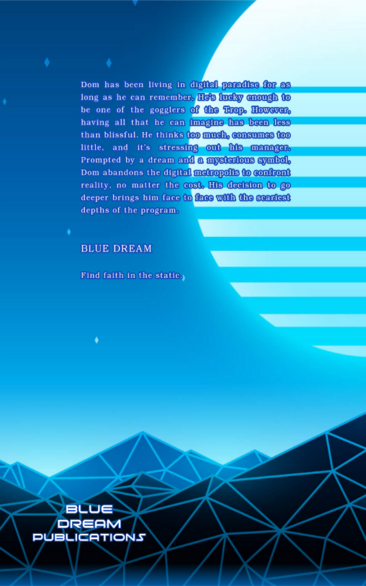 Dom has been living in digital paradise for as
long as he can remember. He's lucky enough to
be one of the gogglers of the Trop. However,
having all that he can imagine has been less
than blissful. He thinks too much, consumes too
little, and it's stressing out his manager.
Prompted by a dream and a mysterious symbol,
Dom abandons the digital metropolis to confront
reality, no matter the cost. His decision to go
deeper brings him face to face with the scariest
depths of the program.
BLUE DREAM
Find faith in the static.
BLUE
DREAM
PUBLICATIONS